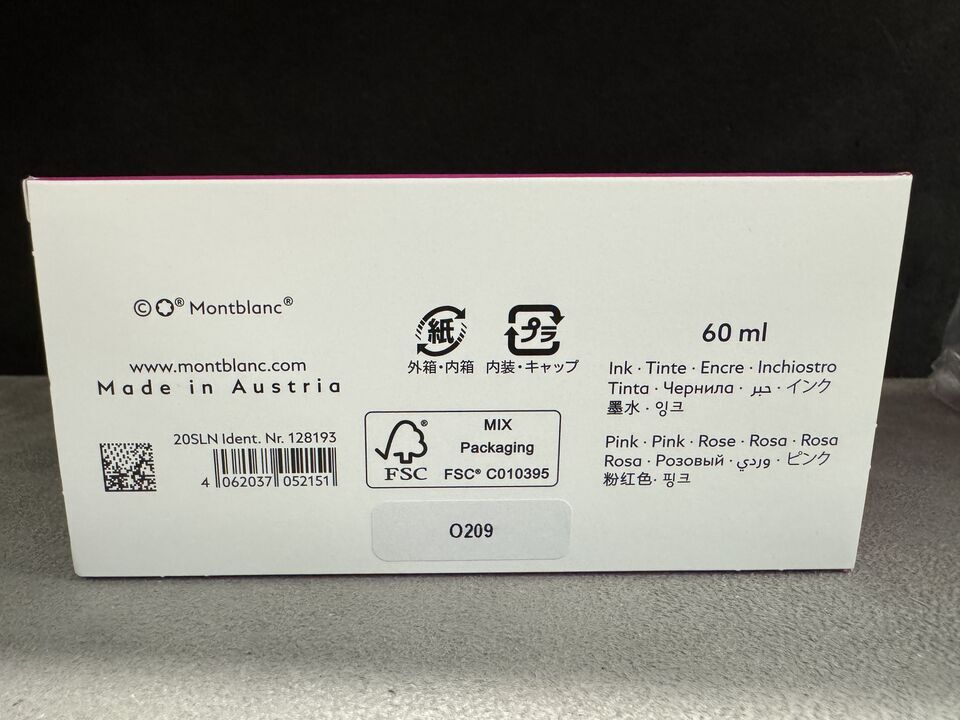 © ® Montblanc®
www.montblanc.com
Made in Austria
20SLN Ident. Nr. 128193
4 062037 052151
紙
プラ
外箱・内箱 内装・キャップ
FSC®
MIX
Packaging
FSC® C010395
O209
60 ml
Ink · Tinte · Encre · Inchiostro
Tinta · Чернила · حبر · インク
墨水 · 잉크
Pink · Pink · Rose · Rosa · Rosa
Rosa · Розовый · وردي · ピンク
粉红色 · 핑크